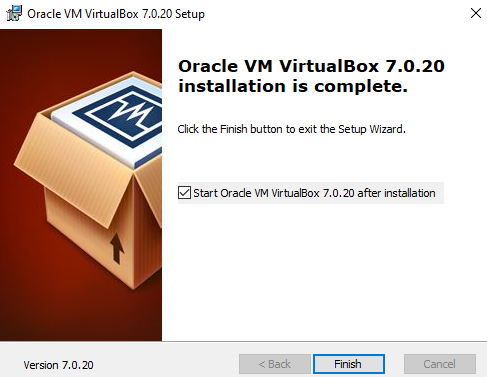 Oracle VM VirtualBox 7.0.20 Setup
Oracle VM VirtualBox 7.0.20
installation is complete.
Click the Finish button to exit the Setup Wizard.
Start Oracle VM VirtualBox 7.0.20 after installation
Version 7.0.20
< Back
Finish
Cancel